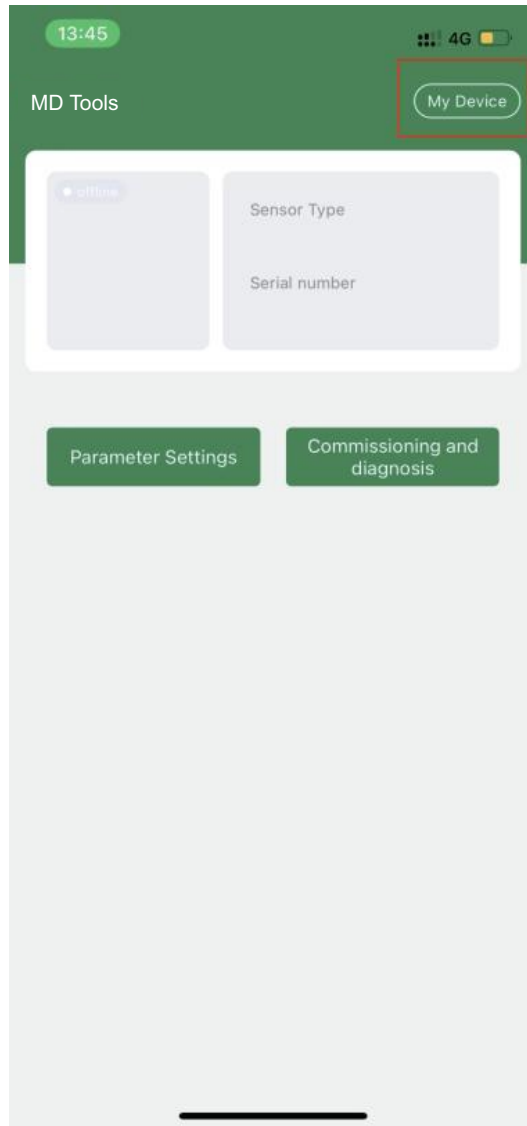 13:45
4G
MD Tools
My Device
offline
Sensor Type
Serial number
Parameter Settings
Commissioning and
diagnosis